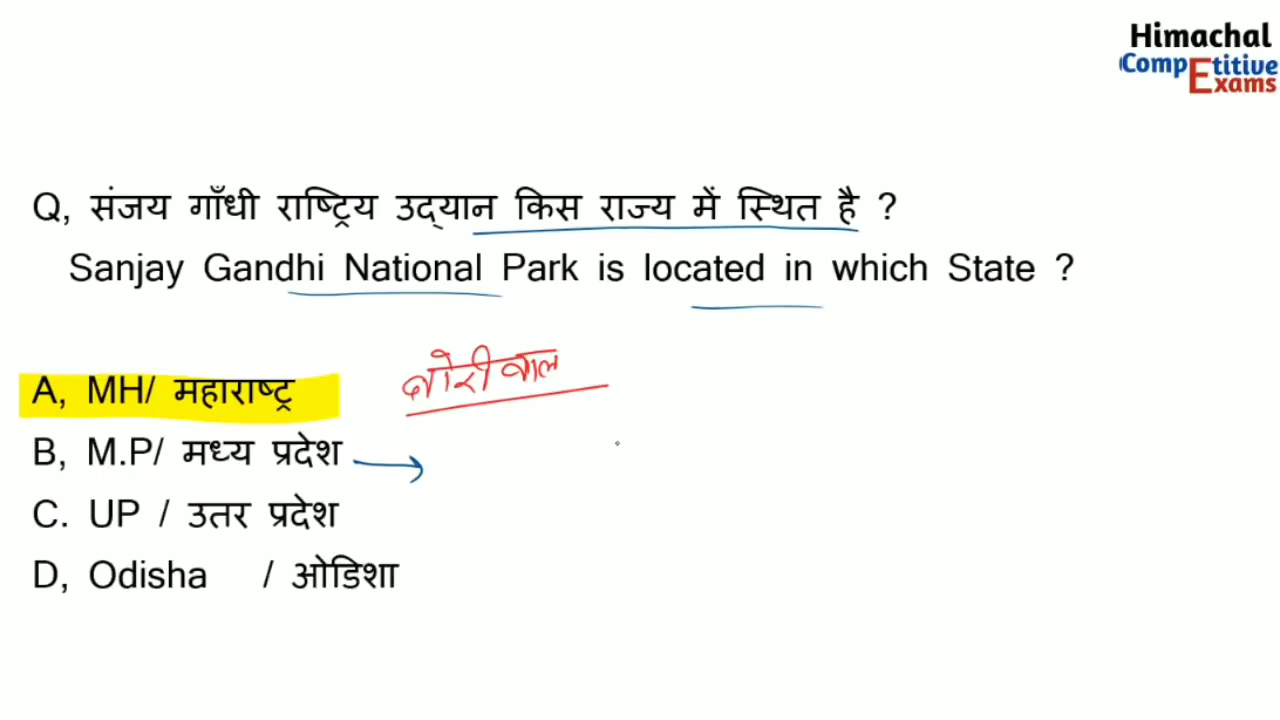 Himachal
Competitive
Exams
Q, संजय गाँधी राष्ट्रिय उद्यान किस राज्य में स्थित है ?
Sanjay Gandhi National Park is located in which State ?
A, MH/ महाराष्ट्र
बोरीवाल
B, M.P/ मध्य प्रदेश
C. UP / उतर प्रदेश
D, Odisha / ओडिशा